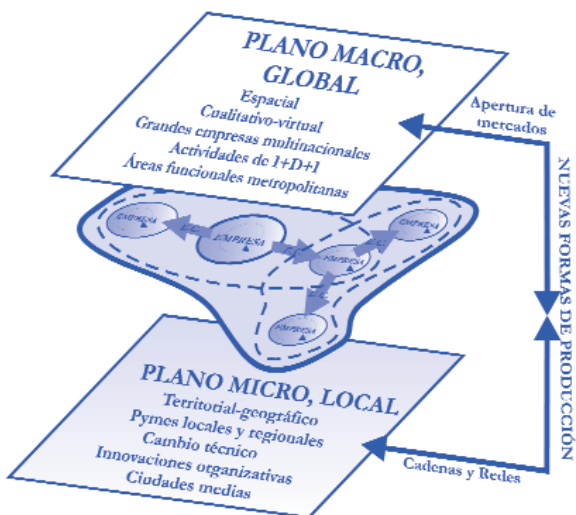 PLANO MACRO,
GLOBAL
Espacial
Cualitativo-virtual
Grandes empresas multinacionales
Actividades de 1+D+1
Áreas funcionales metropolitanas
Apertura de
mercados
NUEVAS FORMAS DE PRODUCCIÓN
EMPRESA
EMPRESA
EMPRESA
EMPRESA
EMPRESA
E.C.
E.C.
PLANO MICRO, LOCAL
Territorial-geográfico
Pymes locales y regionales
Cambio técnico
Innovaciones organizativas
Ciudades medias
Cadenas y Redes